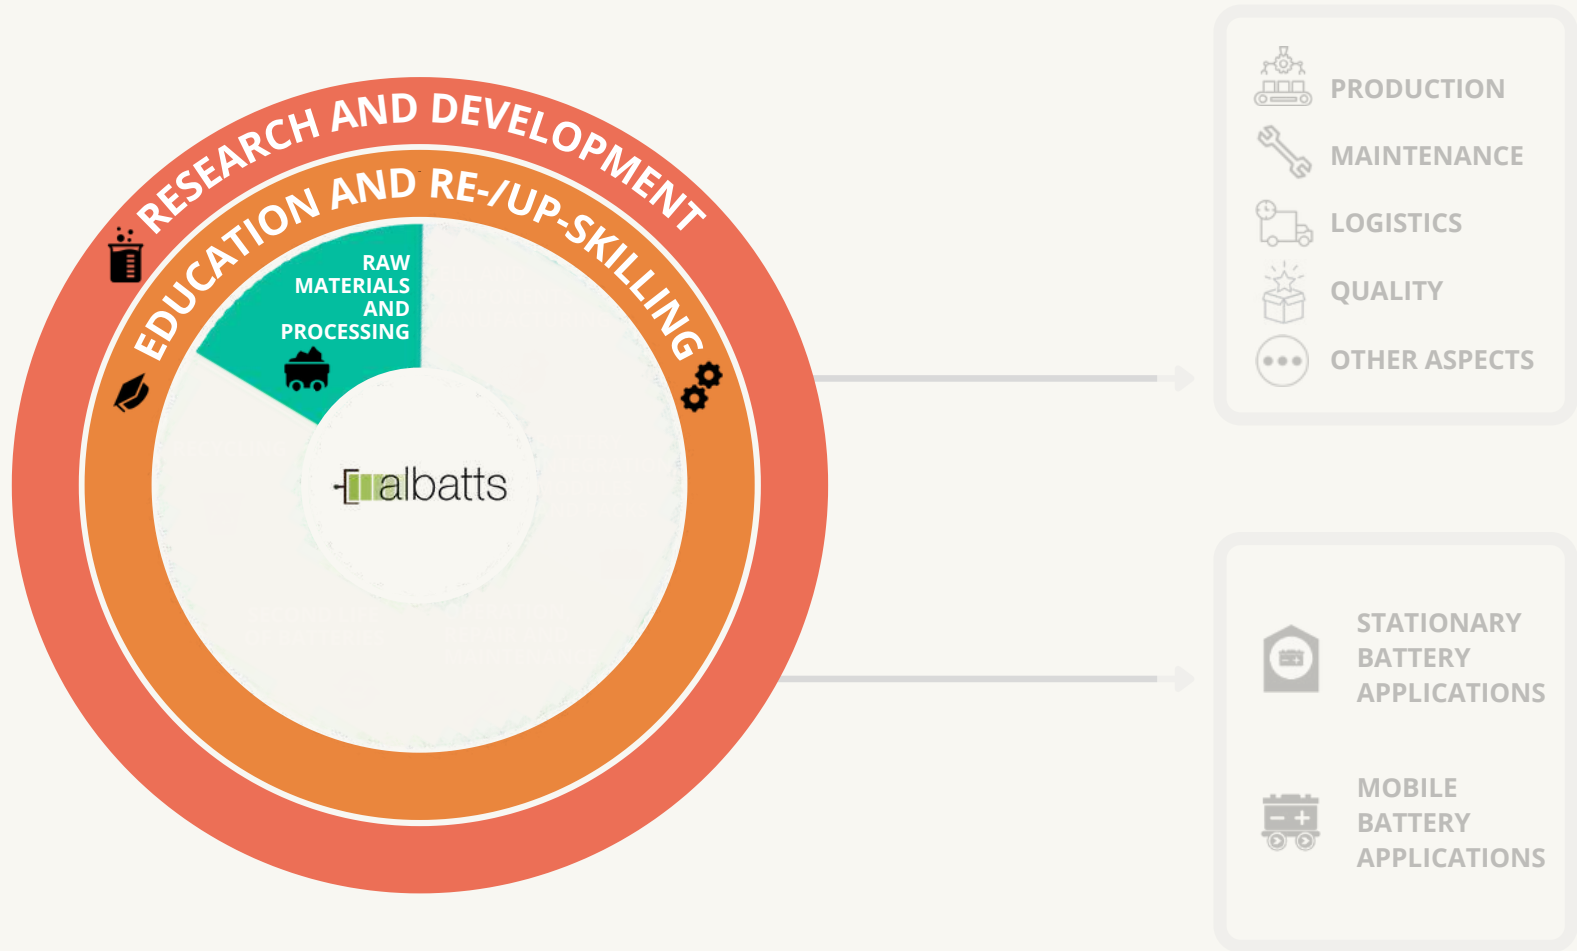 RESEARCH AND DEVELOPMENT
EDUCATION AND RE-/UP-SKILLING
RAW
MATERIALS
AND
PROCESSING
albatts
PRODUCTION
MAINTENANCE
LOGISTICS
QUALITY
OTHER ASPECTS
STATIONARY
BATTERY
APPLICATIONS
MOBILE
BATTERY
APPLICATIONS